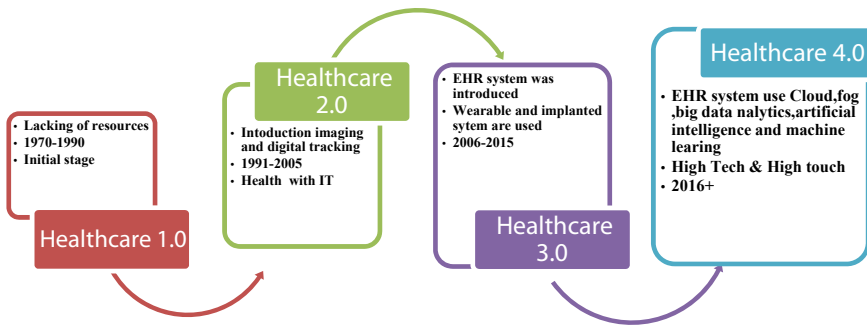 • Lacking of resources
• 1970-1990
• Initial stage
Healthcare 1.0
Healthcare
2.0
• Intoduction imaging
and digital tracking
• 1991-2005
• Health with IT
• EHR system was
introduced
• Wearable and implanted
sytem are used
• 2006-2015
Healthcare
3.0
Healthcare 4.0
• EHR system use Cloud,fog
,big data nalytics,artificial
intelligence and machine
learing
• High Tech & High touch
• 2016+